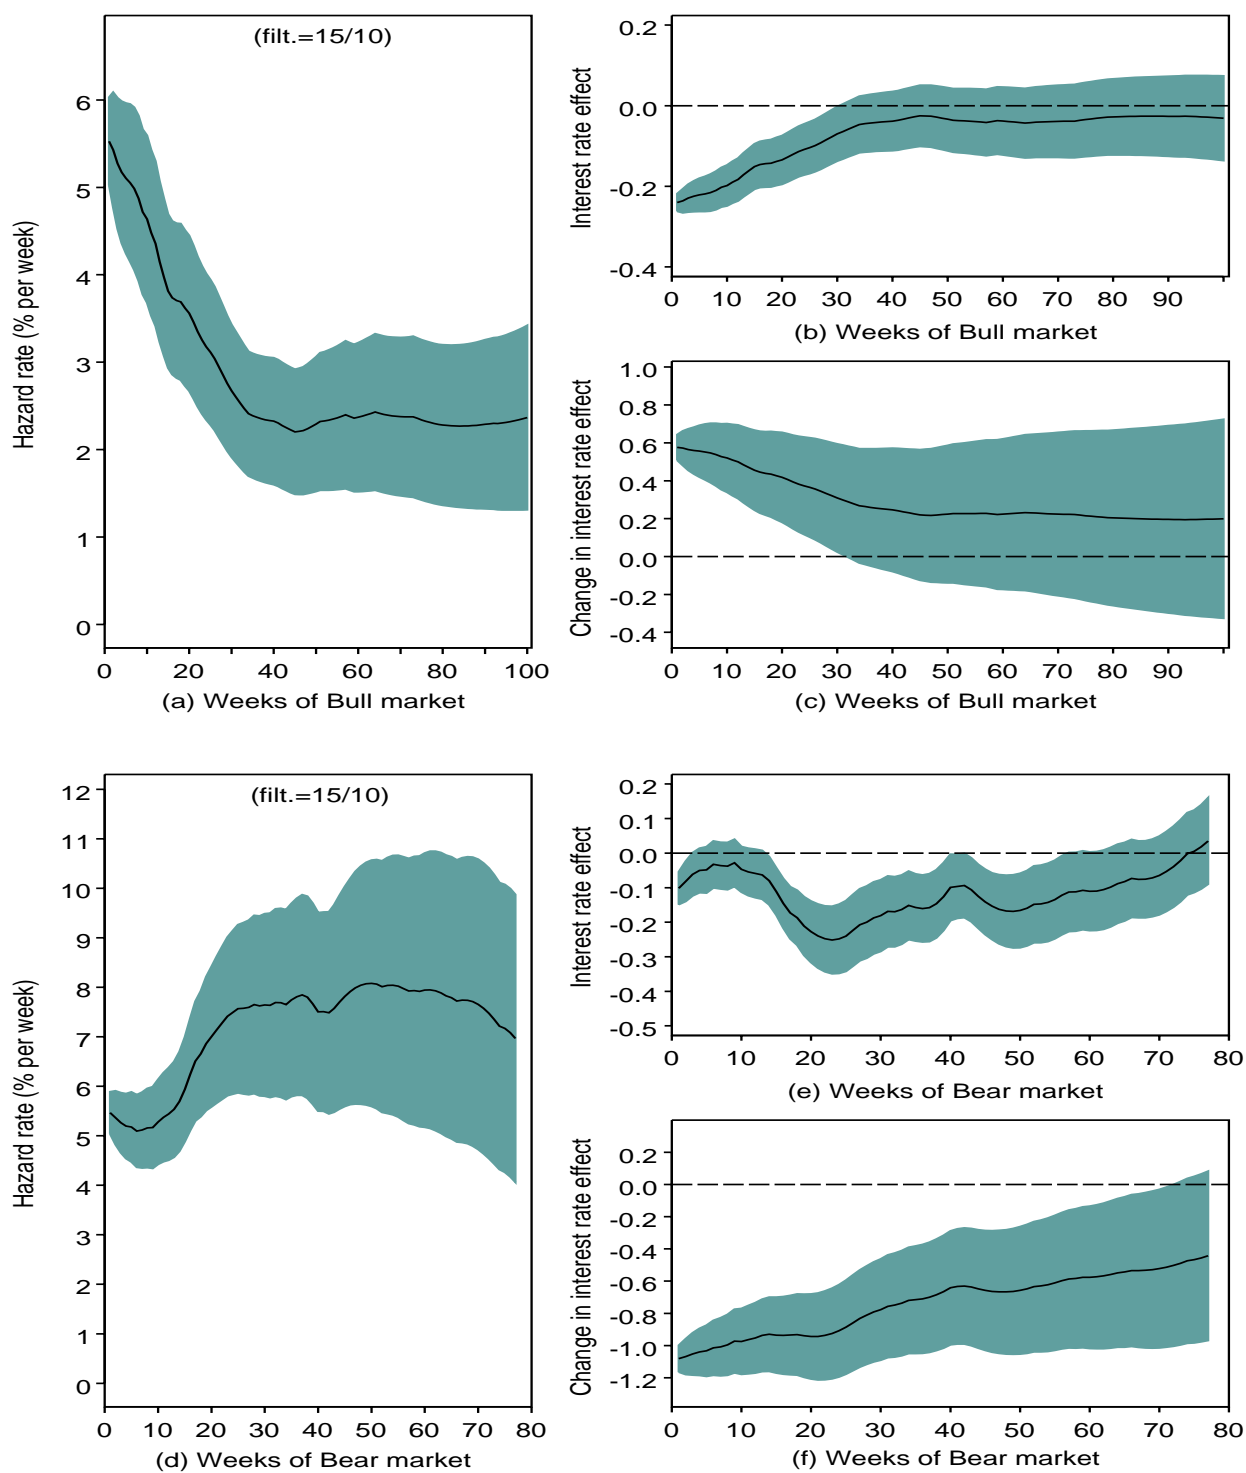 (filt.=15/10)
Hazard rate (% per week)
6
5
4
3
2
1
0
0 20 40 60 80 100
(a) Weeks of Bull market
Interest rate effect
0.2
0.0
-0.2
-0.4
0 10 20 30 40 50 60 70 80 90
(b) Weeks of Bull market
Change in interest rate effect
1.0
0.8
0.6
0.4
0.2
0.0
-0.2
-0.4
0 10 20 30 40 50 60 70 80 90
(c) Weeks of Bull market
(filt.=15/10)
Hazard rate (% per week)
12
11
10
9
8
7
6
5
4
3
2
1
0
0 10 20 30 40 50 60 70 80
(d) Weeks of Bear market
Interest rate effect
0.2
0.1
0.0
-0.1
-0.2
-0.3
-0.4
-0.5
0 10 20 30 40 50 60 70 80
(e) Weeks of Bear market
Change in interest rate effect
0.2
0.0
-0.2
-0.4
-0.6
-0.8
-1.0
-1.2
0 10 20 30 40 50 60 70 80
(f) Weeks of Bear market